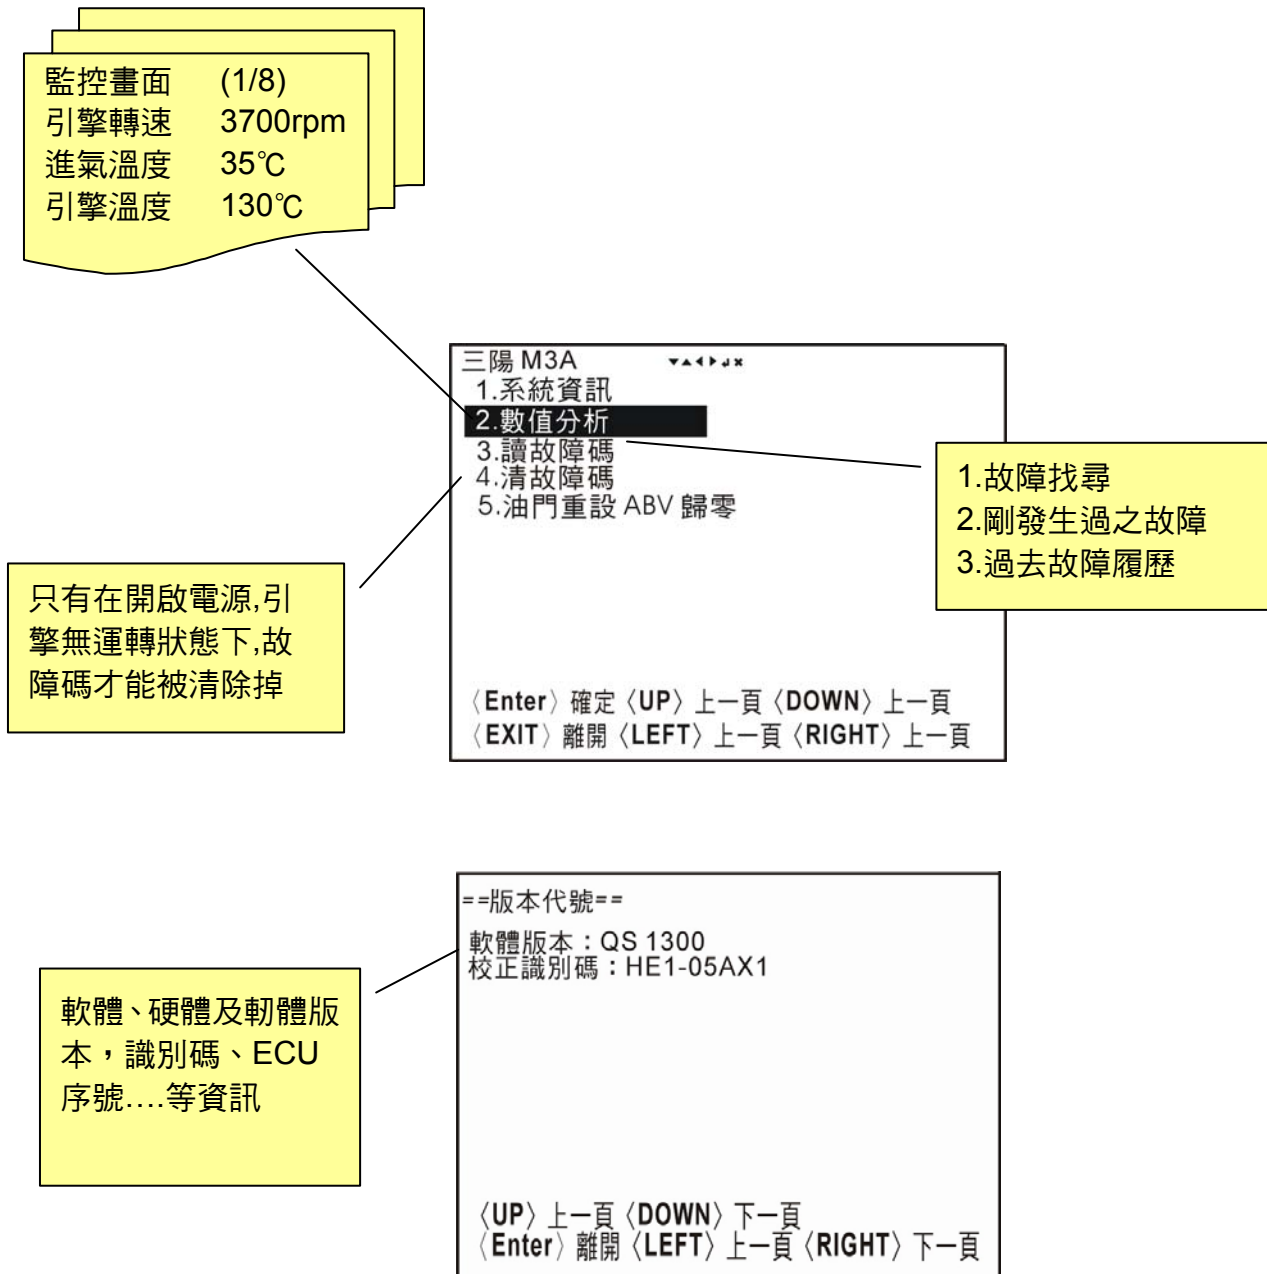 監控畫面 (1/8)
引擎轉速 3700rpm
進氣溫度 35℃
引擎溫度 130℃
三陽 M3A ▼▲◀▶↲✖
1.系統資訊
2.數值分析
3.讀故障碼
4.清故障碼
5.油門重設 ABV 歸零
〈Enter〉確定〈UP〉上一頁〈DOWN〉上一頁
〈EXIT〉離開〈LEFT〉上一頁〈RIGHT〉上一頁
1.故障找尋
2.剛發生過之故障
3.過去故障履歷
只有在開啟電源,引
擎無運轉狀態下,故
障碼才能被清除掉
==版本代號==
軟體版本：QS 1300
校正識別碼：HE1-05AX1
〈UP〉上一頁〈DOWN〉下一頁
〈Enter〉離開〈LEFT〉上一頁〈RIGHT〉下一頁
軟體、硬體及韌體版
本，識別碼、ECU
序號….等資訊